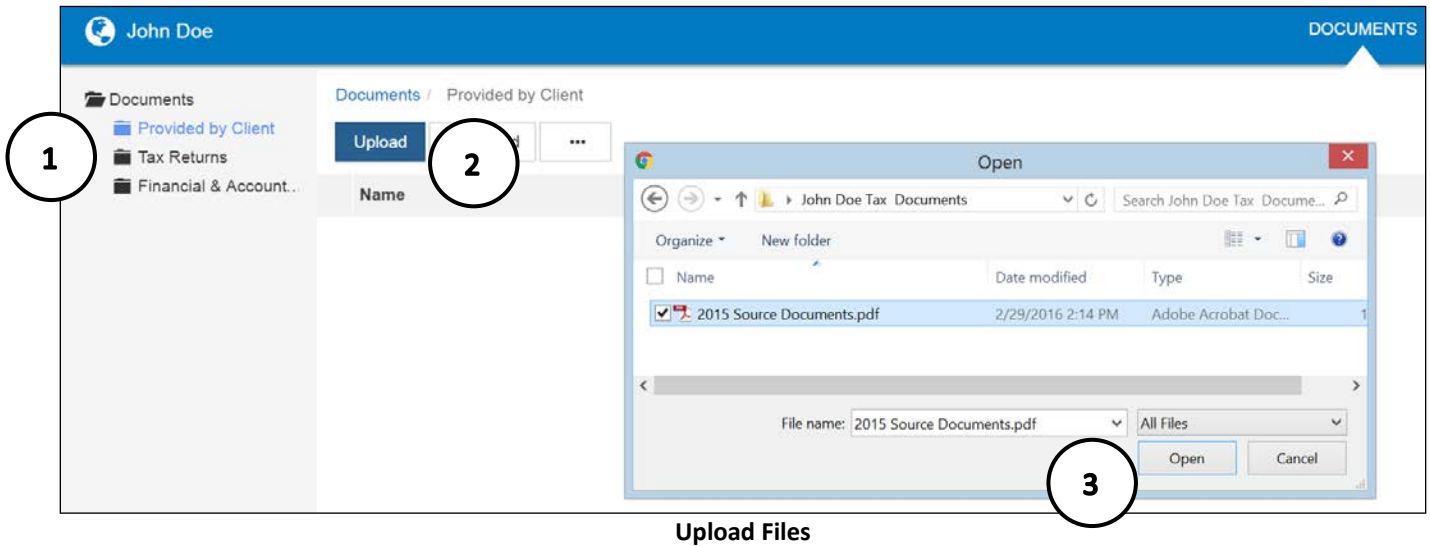 John Doe
DOCUMENTS
Documents
Provided by Client
Tax Returns
Financial & Account..
1
Documents / Provided by Client
Upload
2
...
Name
Open
John Doe Tax Documents
Search John Doe Tax Docume...
Organize
New folder
Name Date modified Type Size
2015 Source Documents.pdf 2/29/2016 2:14 PM Adobe Acrobat Doc... 1
File name: 2015 Source Documents.pdf All Files
Open Cancel
3
Upload Files